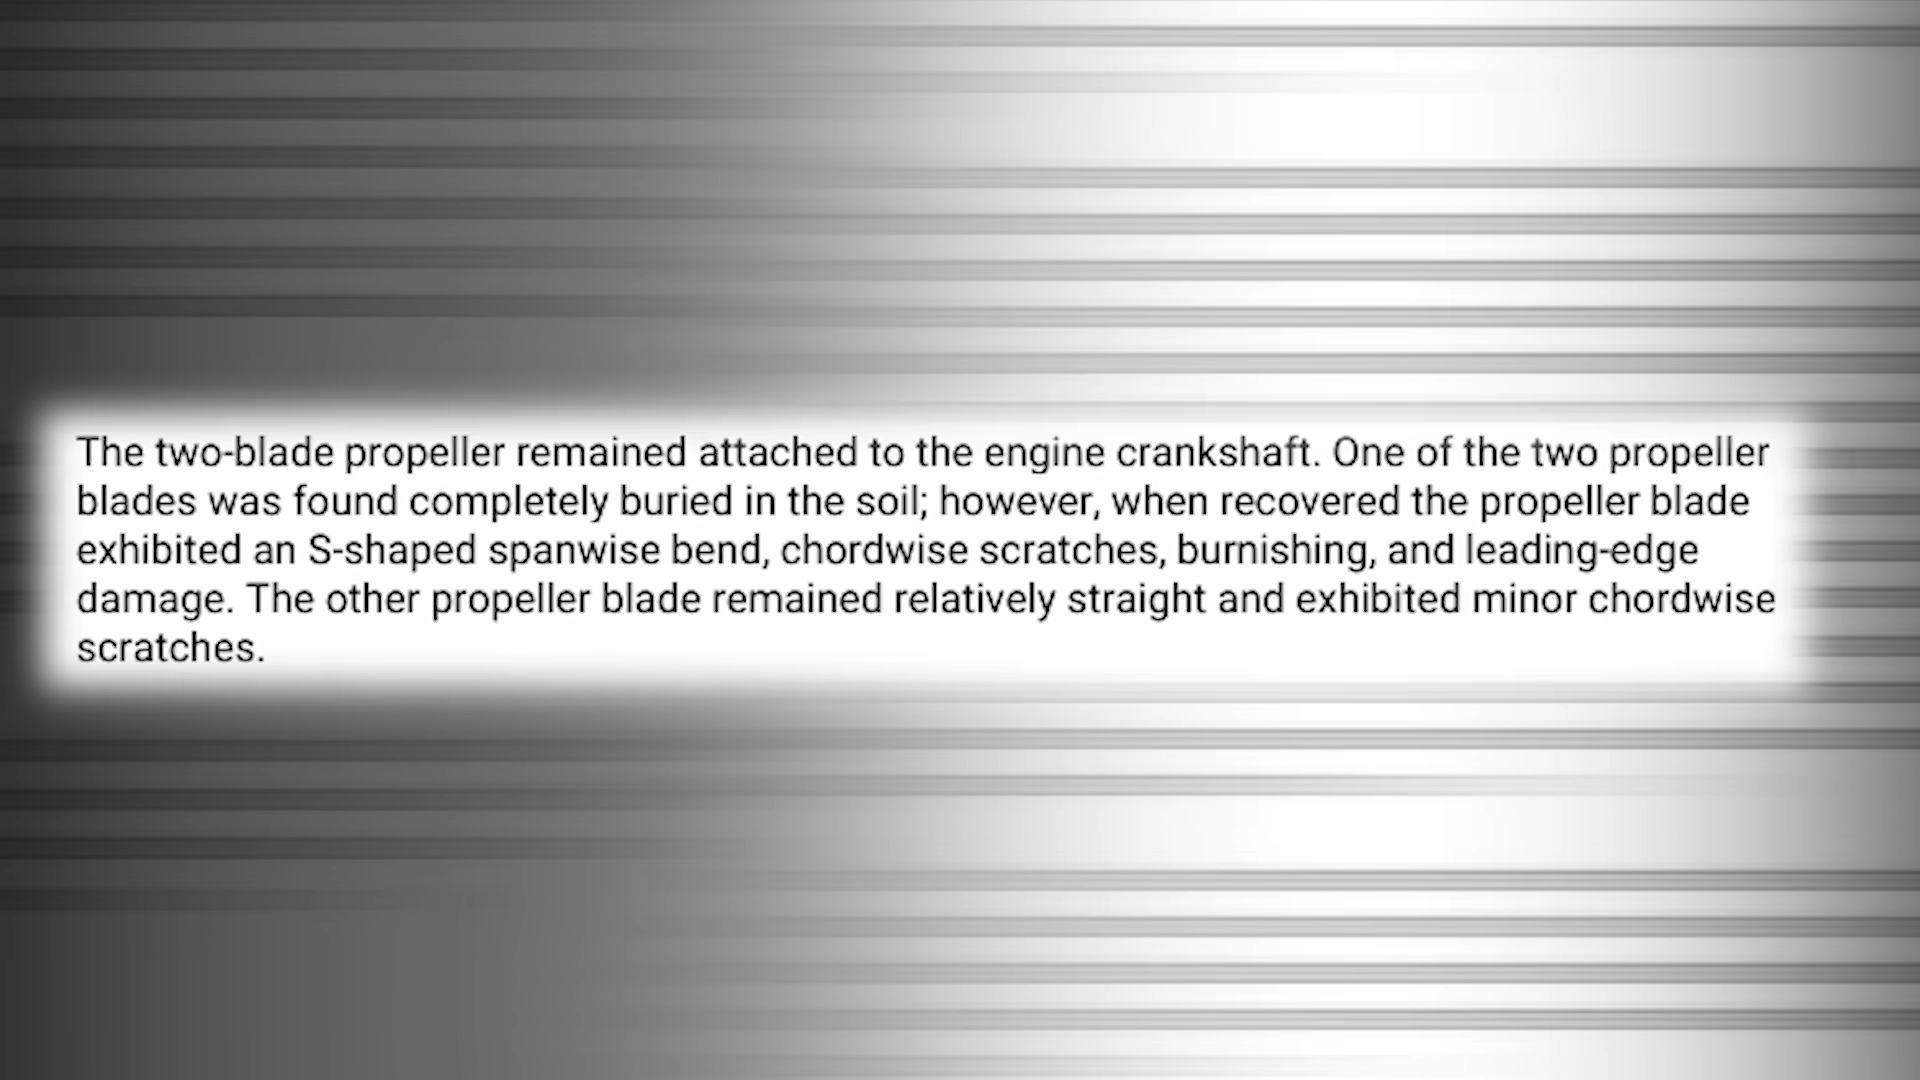 The two-blade propeller remained attached to the engine crankshaft. One of the two propeller
blades was found completely buried in the soil; however, when recovered the propeller blade
exhibited an S-shaped spanwise bend, chordwise scratches, burnishing, and leading-edge
damage. The other propeller blade remained relatively straight and exhibited minor chordwise
scratches.